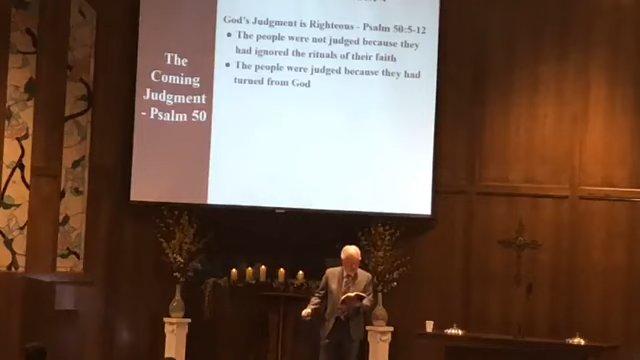 The
Coming
Judgment
- Psalm 50
God's Judgment is Righteous - Psalm 50:5-12
• The people were not judged because they
had ignored the rituals of their faith
• The people were judged because they had
turned from God